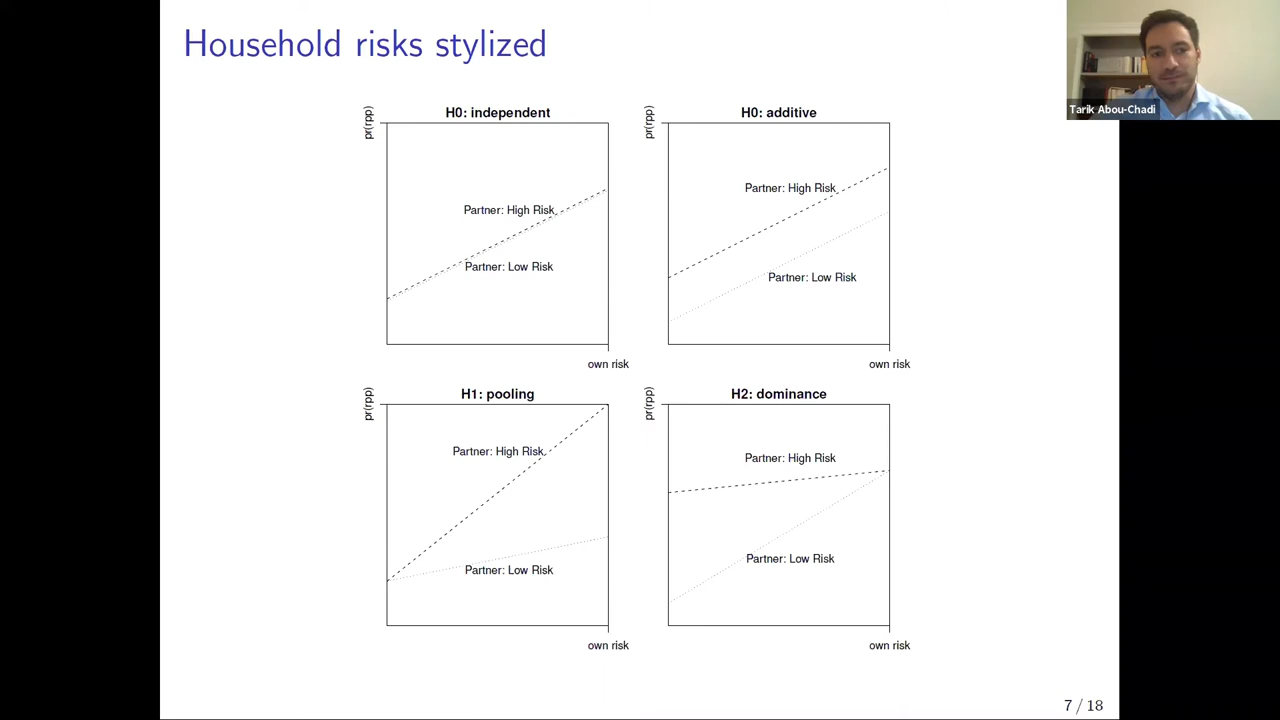 Household risks stylized
Tarik Abou-Chadi
H0: independent
pr(rpp)
Partner: High Risk
Partner: Low Risk
own risk
H0: additive
pr(rpp)
Partner: High Risk
Partner: Low Risk
own risk
H1: pooling
pr(rpp)
Partner: High Risk
Partner: Low Risk
own risk
H2: dominance
pr(rpp)
Partner: High Risk
Partner: Low Risk
own risk
7 / 18